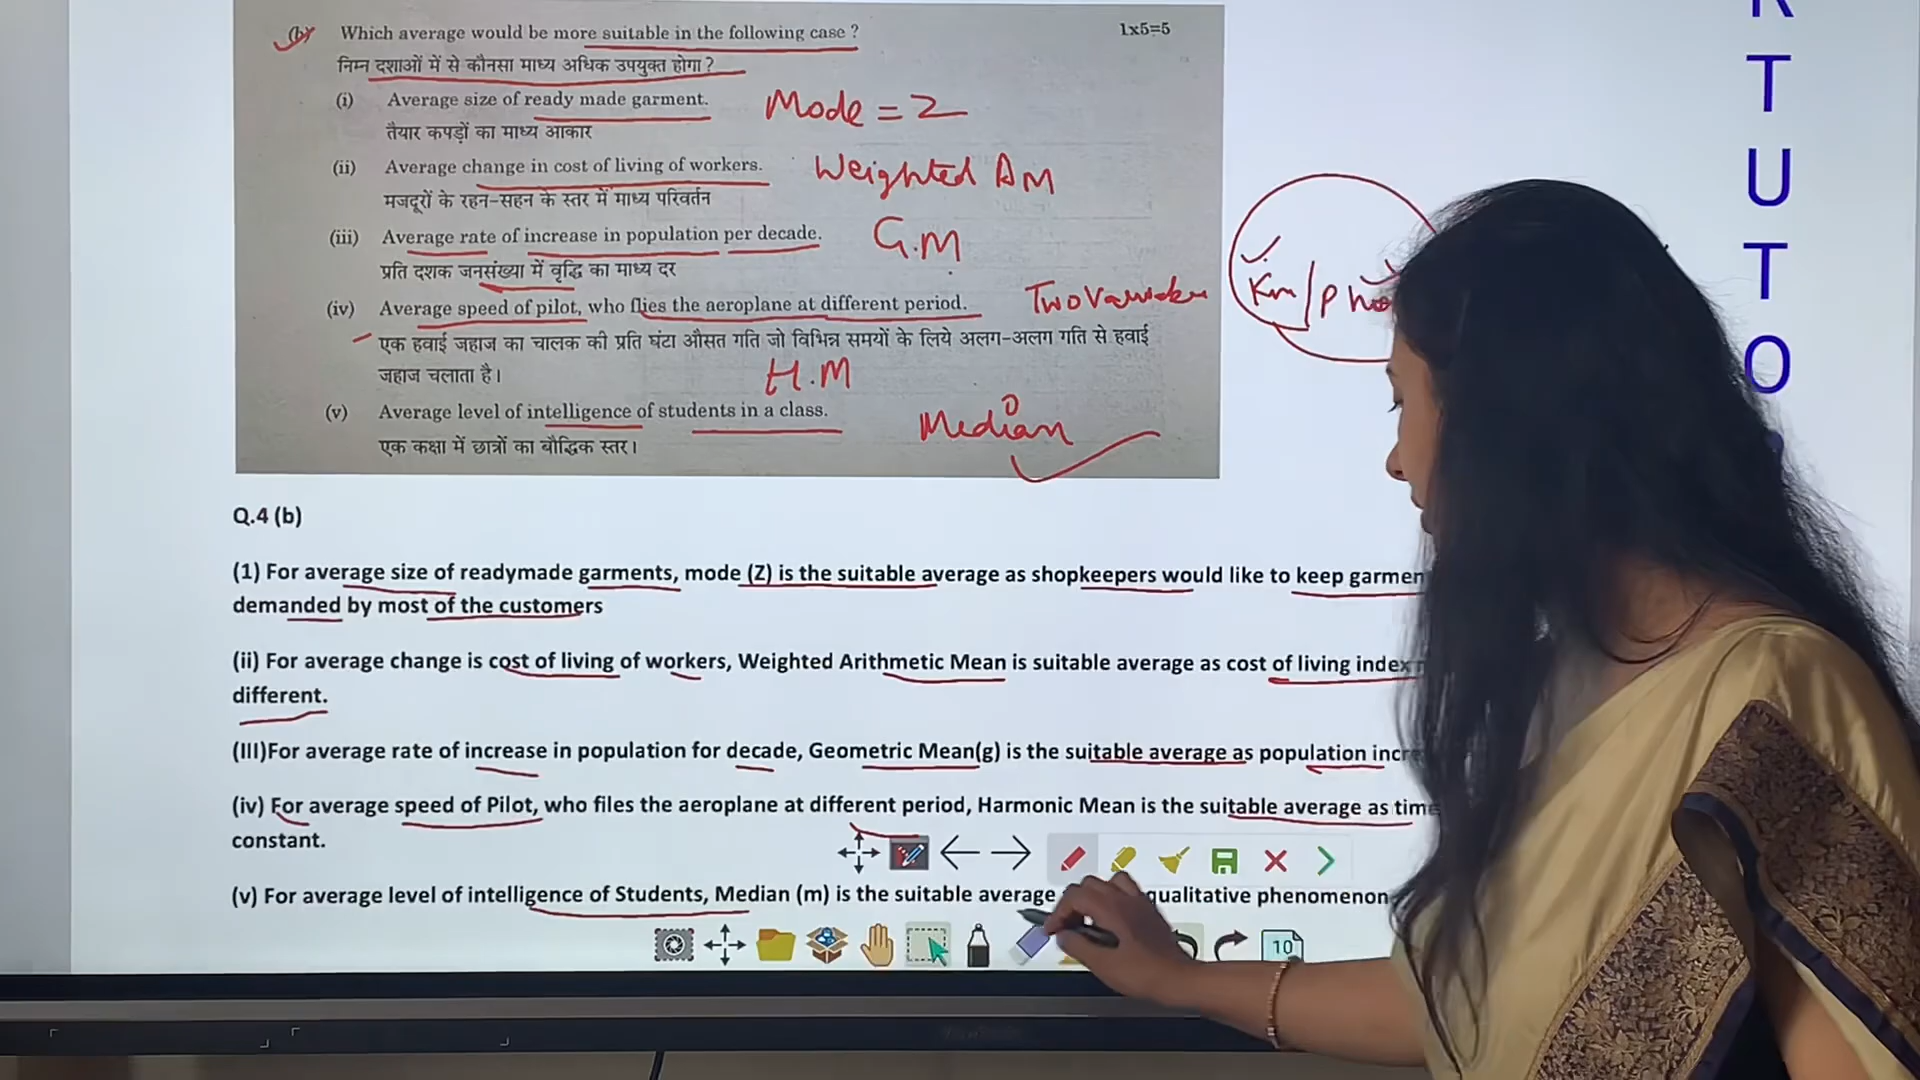 (b) Which average would be more suitable in the following case ? 1x5=5
निम्न दशाओं में से कौनसा माध्य अधिक उपयुक्त होगा ?
(i) Average size of ready made garment. Mode = Z
तैयार कपड़ों का माध्य आकार
(ii) Average change in cost of living of workers. Weighted AM
मजदूरों के रहन-सहन के स्तर में माध्य परिवर्तन
(iii) Average rate of increase in population per decade. G.M
प्रति दशक जनसंख्या में वृद्धि का माध्य दर
(iv) Average speed of pilot, who flies the aeroplane at different period. Two Km/p
एक हवाई जहाज का चालक की प्रति घंटा औसत गति जो विभिन्न समयों के लिये अलग-अलग गति से हवाई
जहाज चलाता है। H.M
(v) Average level of intelligence of students in a class. Median
एक कक्षा में छात्रों का बौद्धिक स्तर।
Q.4 (b)
(1) For average size of readymade garments, mode (Z) is the suitable average as shopkeepers would like to keep garmen
demanded by most of the customers
(ii) For average change is cost of living of workers, Weighted Arithmetic Mean is suitable average as cost of living index
different.
(III)For average rate of increase in population for decade, Geometric Mean(g) is the suitable average as population incre
(iv) For average speed of Pilot, who files the aeroplane at different period, Harmonic Mean is the suitable average as time
constant.
(v) For average level of intelligence of Students, Median (m) is the suitable average qualitative phenomenon
10
R
T
U
T
O